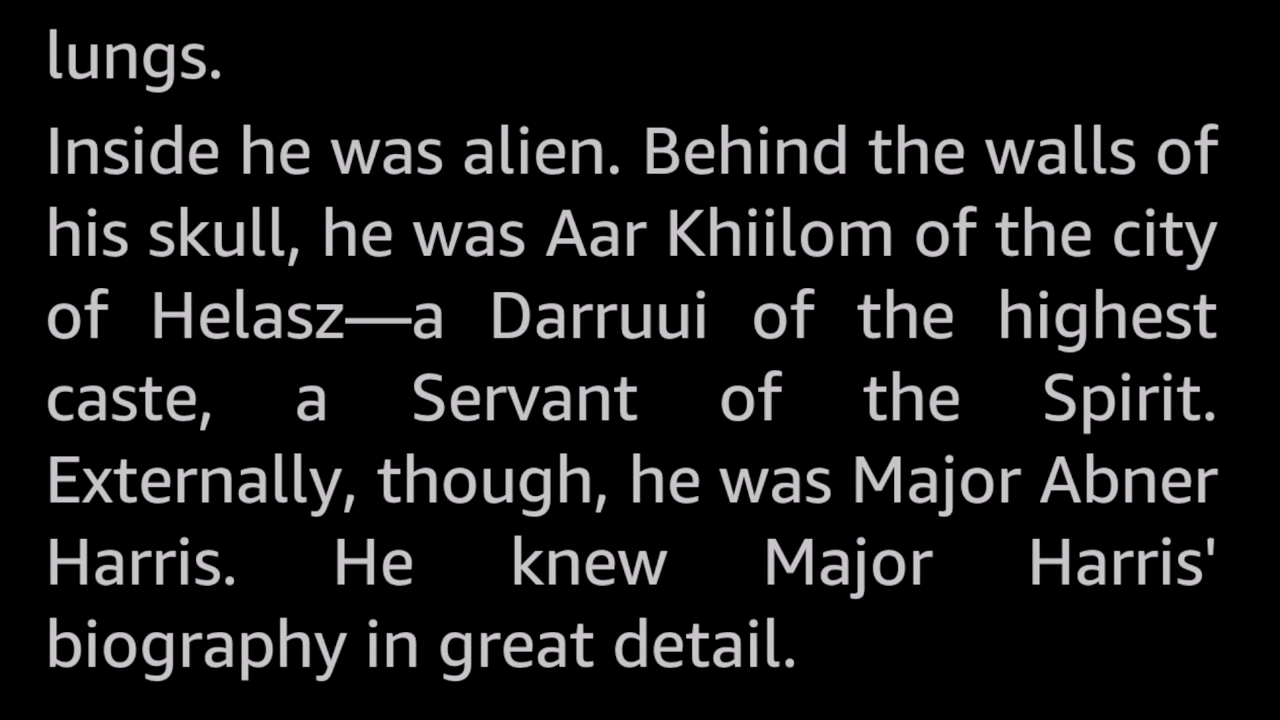 lungs.
Inside he was alien. Behind the walls of
his skull, he was Aar Khiilom of the city
of Helasz—a Darruui of the highest
caste, a Servant of the Spirit.
Externally, though, he was Major Abner
Harris. He knew Major Harris'
biography in great detail.